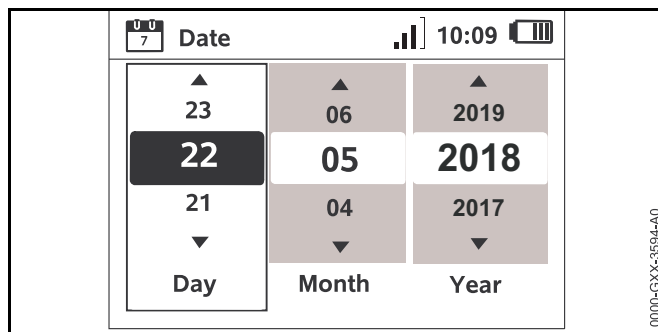 7 Date 10:09
23 06 2019
22 05 2018
21 04 2017
Day Month Year
0000-GXX-3594-A0